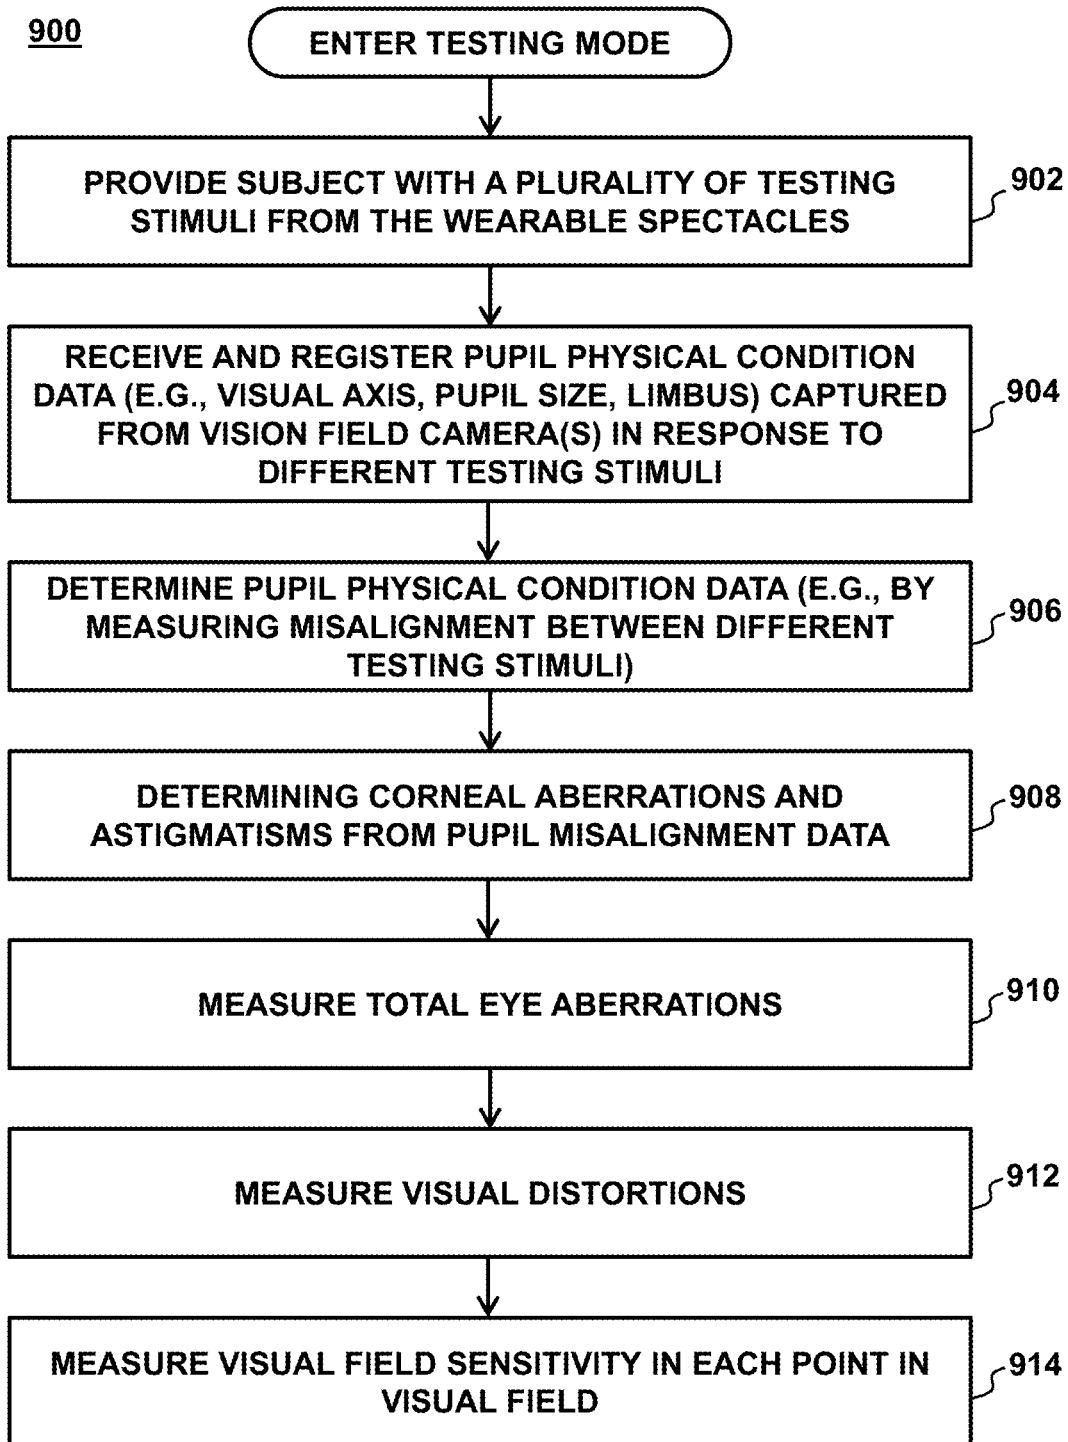 900
ENTER TESTING MODE
PROVIDE SUBJECT WITH A PLURALITY OF TESTING
STIMULI FROM THE WEARABLE SPECTACLES
902
RECEIVE AND REGISTER PUPIL PHYSICAL CONDITION
DATA (E.G., VISUAL AXIS, PUPIL SIZE, LIMBUS) CAPTURED
FROM VISION FIELD CAMERA(S) IN RESPONSE TO
DIFFERENT TESTING STIMULI
904
DETERMINE PUPIL PHYSICAL CONDITION DATA (E.G., BY
MEASURING MISALIGNMENT BETWEEN DIFFERENT
TESTING STIMULI)
906
DETERMINING CORNEAL ABERRATIONS AND
ASTIGMATISMS FROM PUPIL MISALIGNMENT DATA
908
MEASURE TOTAL EYE ABERRATIONS
910
MEASURE VISUAL DISTORTIONS
912
MEASURE VISUAL FIELD SENSITIVITY IN EACH POINT IN
VISUAL FIELD
914